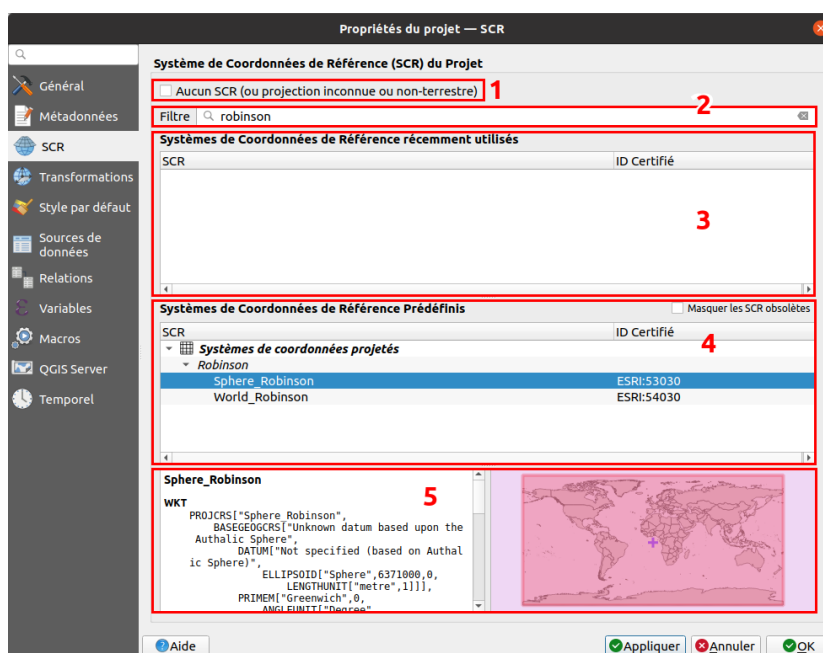 Propriétés du projet — SCR
Général
Métadonnées
SCR
Transformations
Style par défaut
Sources de
données
Relations
Variables
Macros
QGIS Server
Temporel
Système de Coordonnées de Référence (SCR) du Projet
Aucun SCR (ou projection inconnue ou non-terrestre) 1
Filtre robinson 2
Systèmes de Coordonnées de Référence récemment utilisés
SCR ID Certifié
3
Systèmes de Coordonnées de Référence Prédéfinis Masquer les SCR obsolètes
SCR ID Certifié
4
Systèmes de coordonnées projetés
Robinson
Sphere_Robinson ESRI:53030
World_Robinson ESRI:54030
Sphere_Robinson
5
WKT
PROJCRS["Sphere_Robinson",
BASEGEOGCRS["Unknown datum based upon the
Authalic Sphere",
DATUM["Not specified (based on Authal
ic Sphere)",
ELLIPSOID["Sphere",6371000,0,
LENGTHUNIT["metre",1]]],
PRIMEM["Greenwich",0,
ANGLEUNIT["Degree",
Aide Appliquer Annuler OK